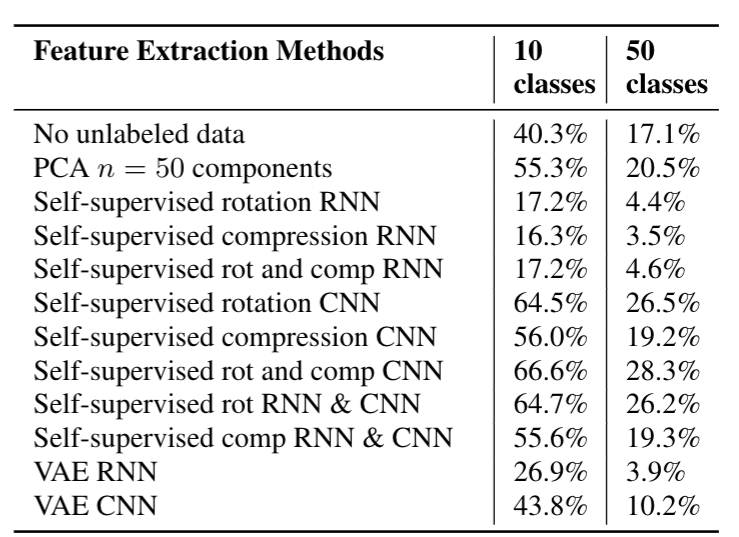 Feature Extraction Methods 10 classes 50 classes
No unlabeled data 40.3% 17.1%
PCA n = 50 components 55.3% 20.5%
Self-supervised rotation RNN 17.2% 4.4%
Self-supervised compression RNN 16.3% 3.5%
Self-supervised rot and comp RNN 17.2% 4.6%
Self-supervised rotation CNN 64.5% 26.5%
Self-supervised compression CNN 56.0% 19.2%
Self-supervised rot and comp CNN 66.6% 28.3%
Self-supervised rot RNN & CNN 64.7% 26.2%
Self-supervised comp RNN & CNN 55.6% 19.3%
VAE RNN 26.9% 3.9%
VAE CNN 43.8% 10.2%